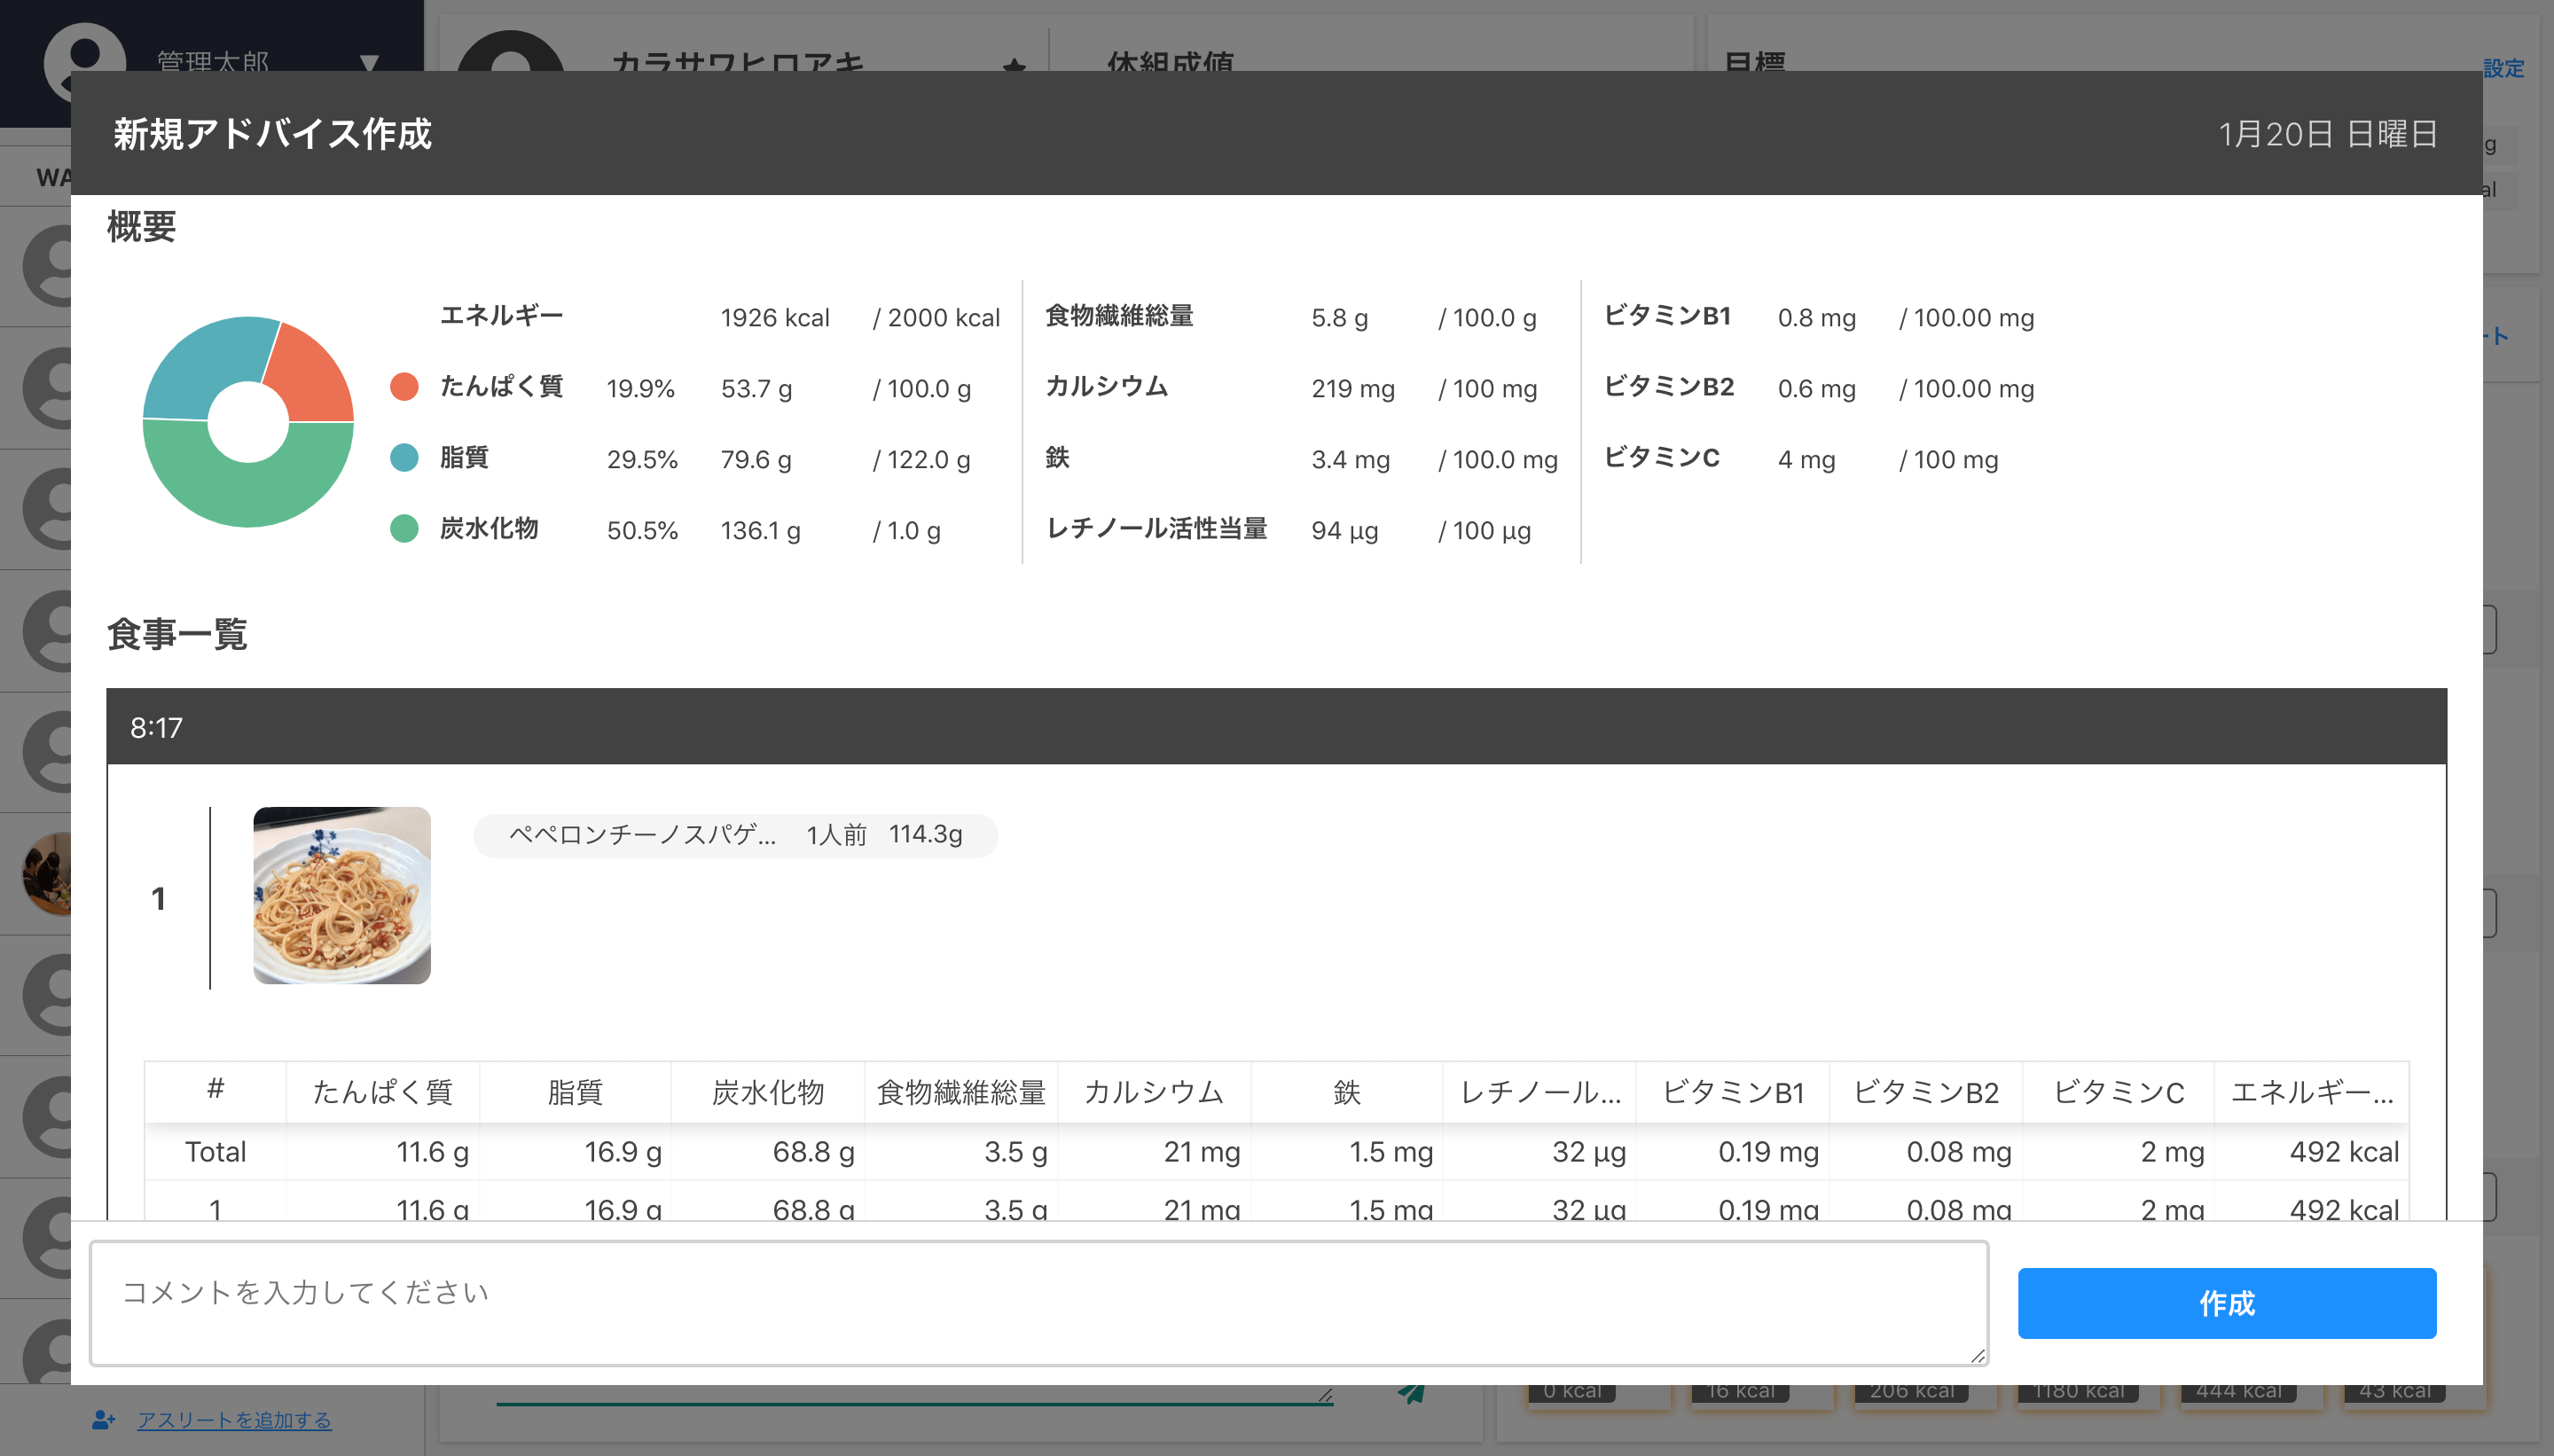 管理太郎 ▼
カラサワヒロアキ ★
体組成値
目標
設定
新規アドバイス作成
1月20日 日曜日
概要
エネルギー 1926 kcal / 2000 kcal
たんぱく質 19.9% 53.7 g / 100.0 g
脂質 29.5% 79.6 g / 122.0 g
炭水化物 50.5% 136.1 g / 1.0 g
食物繊維総量 5.8 g / 100.0 g
カルシウム 219 mg / 100 mg
鉄 3.4 mg / 100.0 mg
レチノール活性当量 94 μg / 100 μg
ビタミンB1 0.8 mg / 100.00 mg
ビタミンB2 0.6 mg / 100.00 mg
ビタミンC 4 mg / 100 mg
食事一覧
8:17
1
ペペロンチーノスパゲ... 1人前 114.3g
# たんぱく質 脂質 炭水化物 食物繊維総量 カルシウム 鉄 レチノール... ビタミンB1 ビタミンB2 ビタミンC エネルギー...
Total 11.6 g 16.9 g 68.8 g 3.5 g 21 mg 1.5 mg 32 μg 0.19 mg 0.08 mg 2 mg 492 kcal
1 11.6 g 16.9 g 68.8 g 3.5 g 21 mg 1.5 mg 32 μg 0.19 mg 0.08 mg 2 mg 492 kcal
コメントを入力してください
作成
0 kcal 16 kcal 206 kcal 1180 kcal 444 kcal 43 kcal
アスリートを追加する